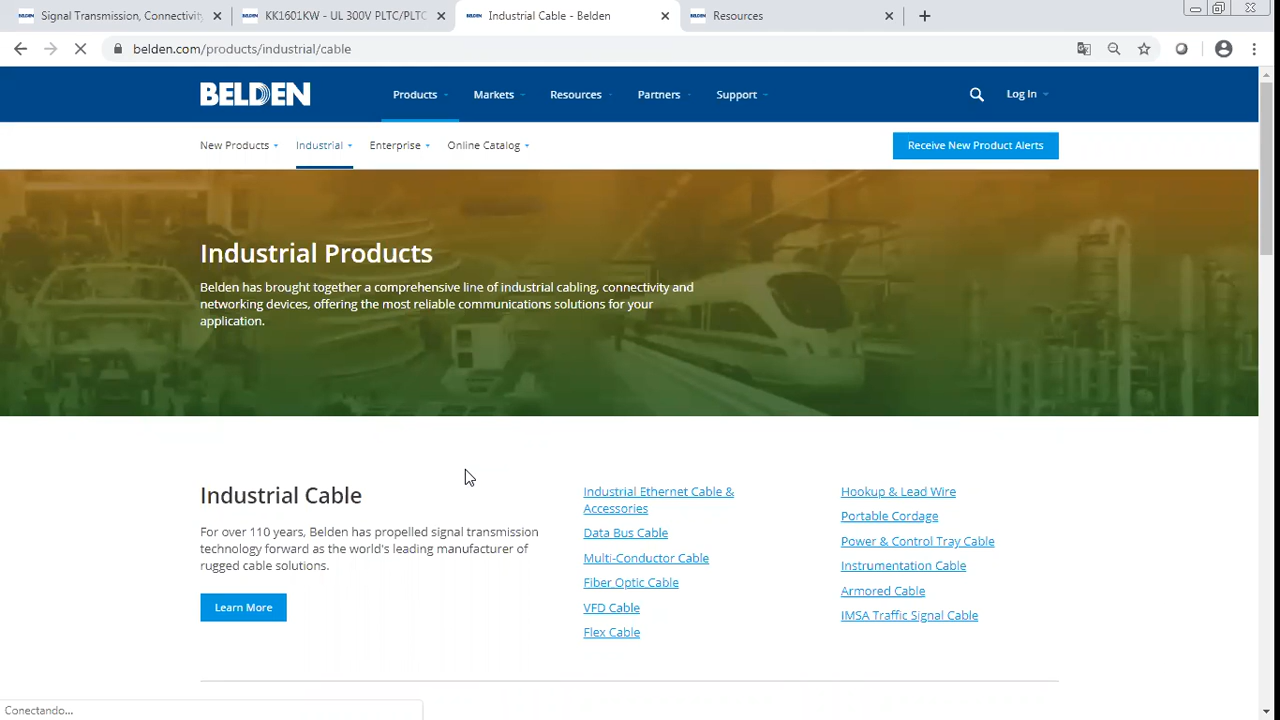 Signal Transmission, Connectivity
KK1601KW - UL 300V PLTC/PLTC
Industrial Cable - Belden
Resources
belden.com/products/industrial/cable
BELDEN
Products
Markets
Resources
Partners
Support
Log In
New Products
Industrial
Enterprise
Online Catalog
Receive New Product Alerts
Industrial Products
Belden has brought together a comprehensive line of industrial cabling, connectivity and
networking devices, offering the most reliable communications solutions for your
application.
Industrial Cable
For over 110 years, Belden has propelled signal transmission
technology forward as the world's leading manufacturer of
rugged cable solutions.
Learn More
Industrial Ethernet Cable &
Accessories
Data Bus Cable
Multi-Conductor Cable
Fiber Optic Cable
VFD Cable
Flex Cable
Hookup & Lead Wire
Portable Cordage
Power & Control Tray Cable
Instrumentation Cable
Armored Cable
IMSA Traffic Signal Cable
Conectando...